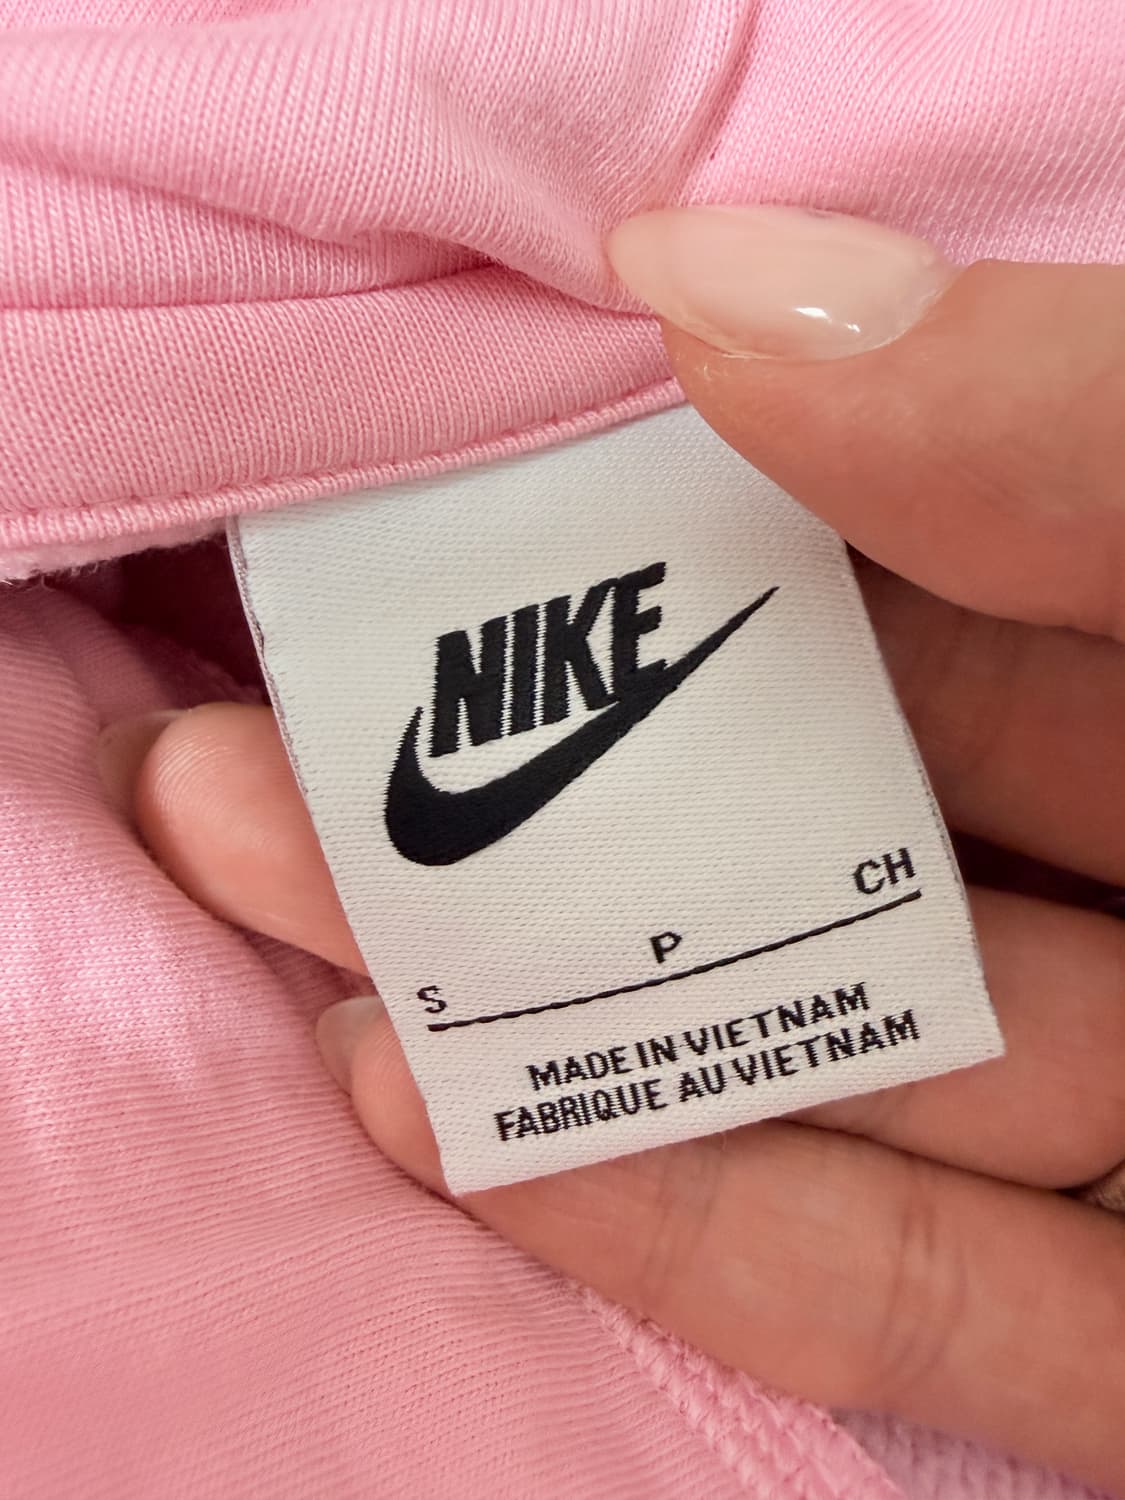 NIKE
S P CH
MADE IN VIETNAM
FABRIQUE AU VIETNAM